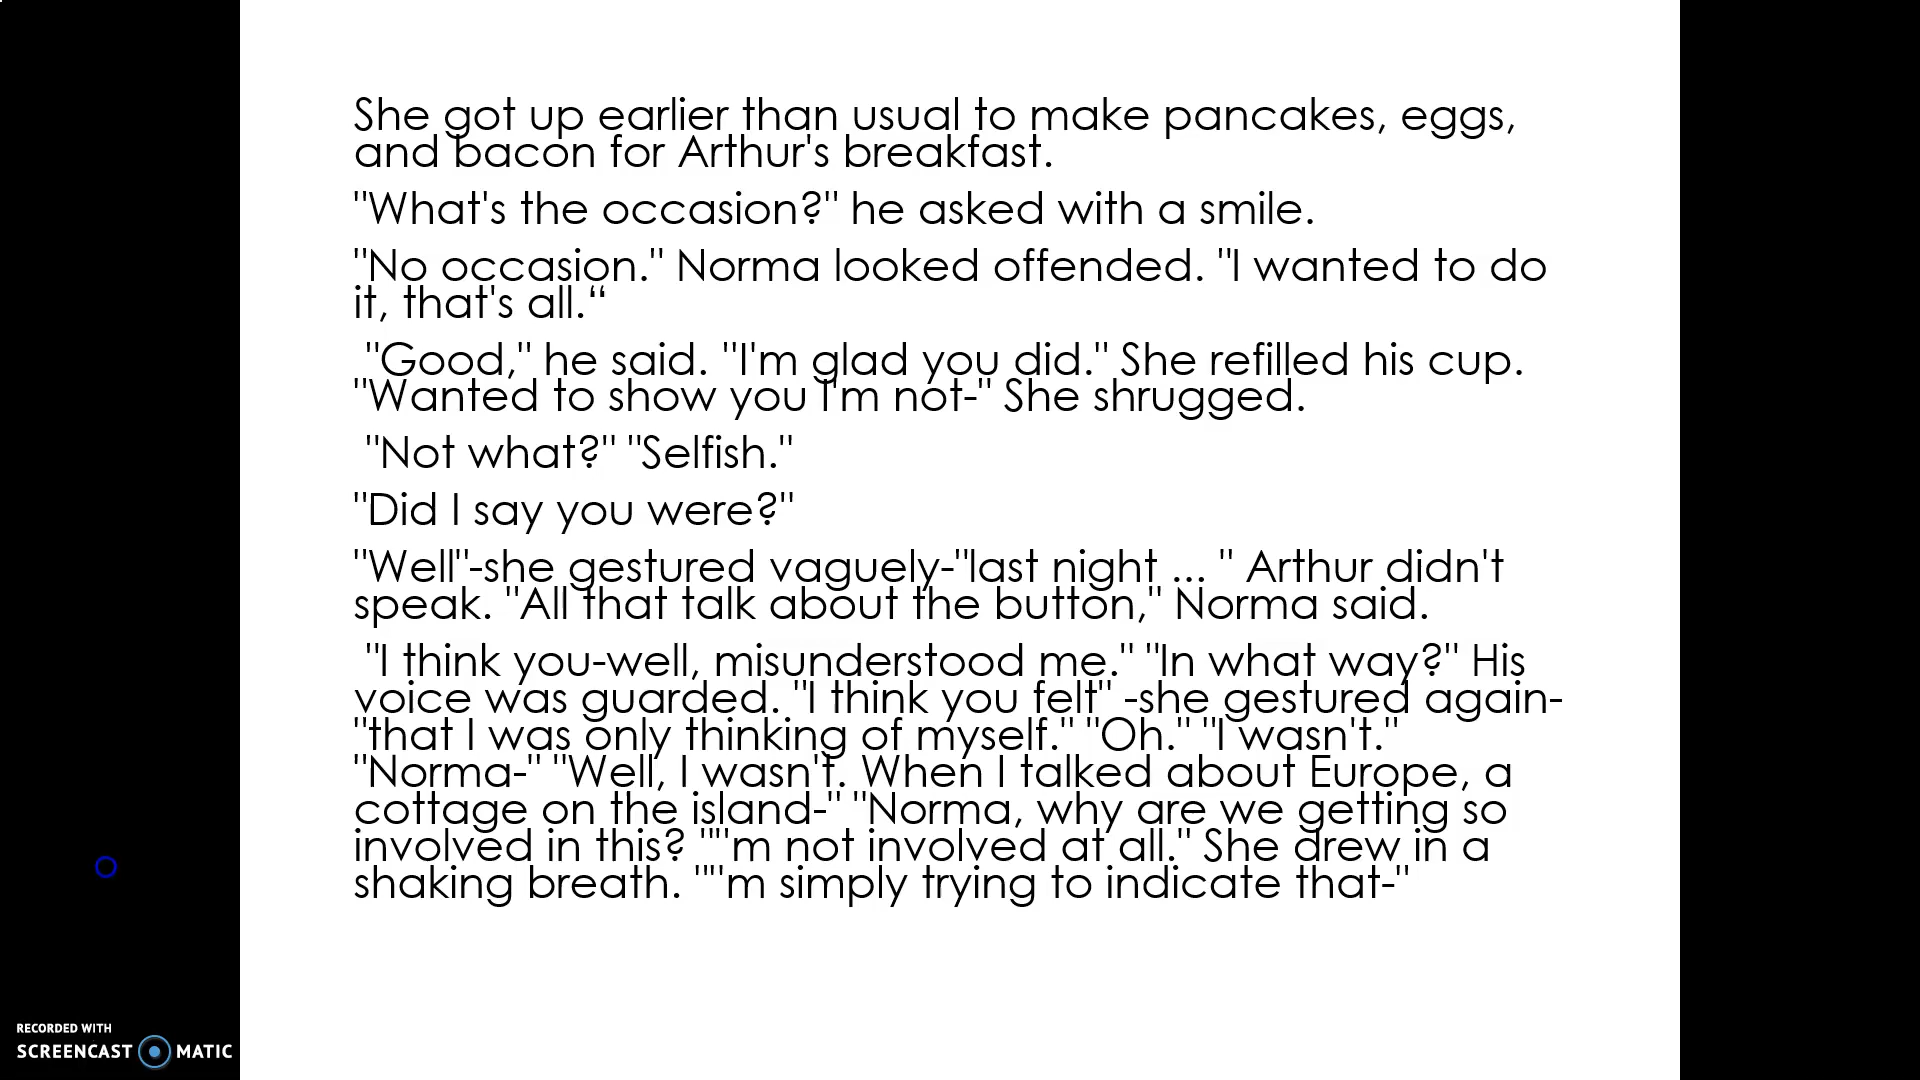 She got up earlier than usual to make pancakes, eggs,
and bacon for Arthur's breakfast.
"What's the occasion?" he asked with a smile.
"No occasion." Norma looked offended. "I wanted to do
it, that's all.“
"Good," he said. "I'm glad you did." She refilled his cup.
"Wanted to show you I'm not-" She shrugged.
"Not what?" "Selfish."
"Did I say you were?"
"Well"-she gestured vaguely-"last night ... " Arthur didn't
speak. "All that talk about the button," Norma said.
"I think you-well, misunderstood me." "In what way?" His
voice was guarded. "I think you felt" -she gestured again-
"that I was only thinking of myself." "Oh." "I wasn't."
"Norma-" "Well, I wasn't. When I talked about Europe, a
cottage on the island-" "Norma, why are we getting so
involved in this? ""'m not involved at all." She drew in a
shaking breath. ""'m simply trying to indicate that-"
RECORDED WITH
SCREENCAST MATIC